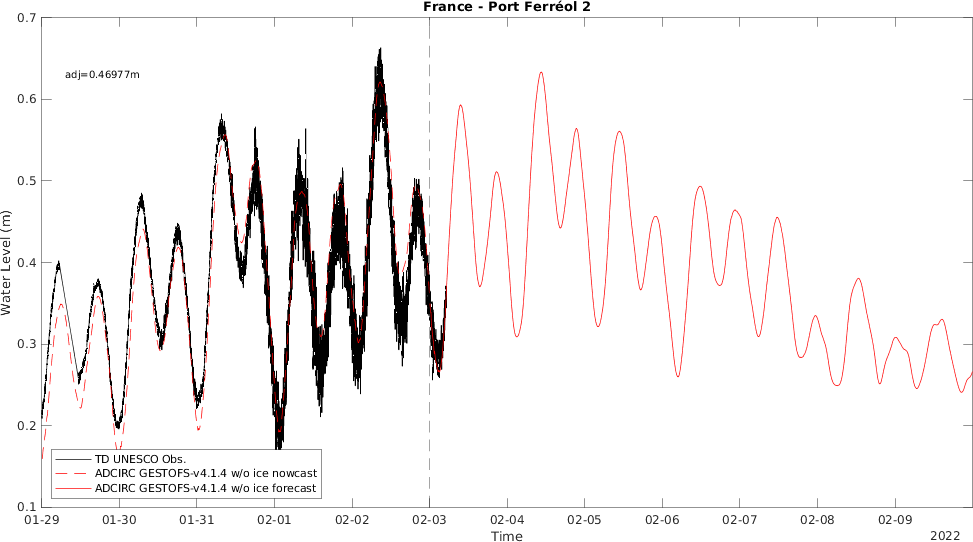 France - Port Ferréol 2
0.7
0.6
0.5
0.4
0.3
0.2
0.1
Water Level (m)
adj=0.46977m
TD UNESCO Obs.
ADCIRC GESTOFS-v4.1.4 w/o ice nowcast
ADCIRC GESTOFS-v4.1.4 w/o ice forecast
01-29 01-30 01-31 02-01 02-02 02-03 02-04 02-05 02-06 02-07 02-08 02-09
Time
2022